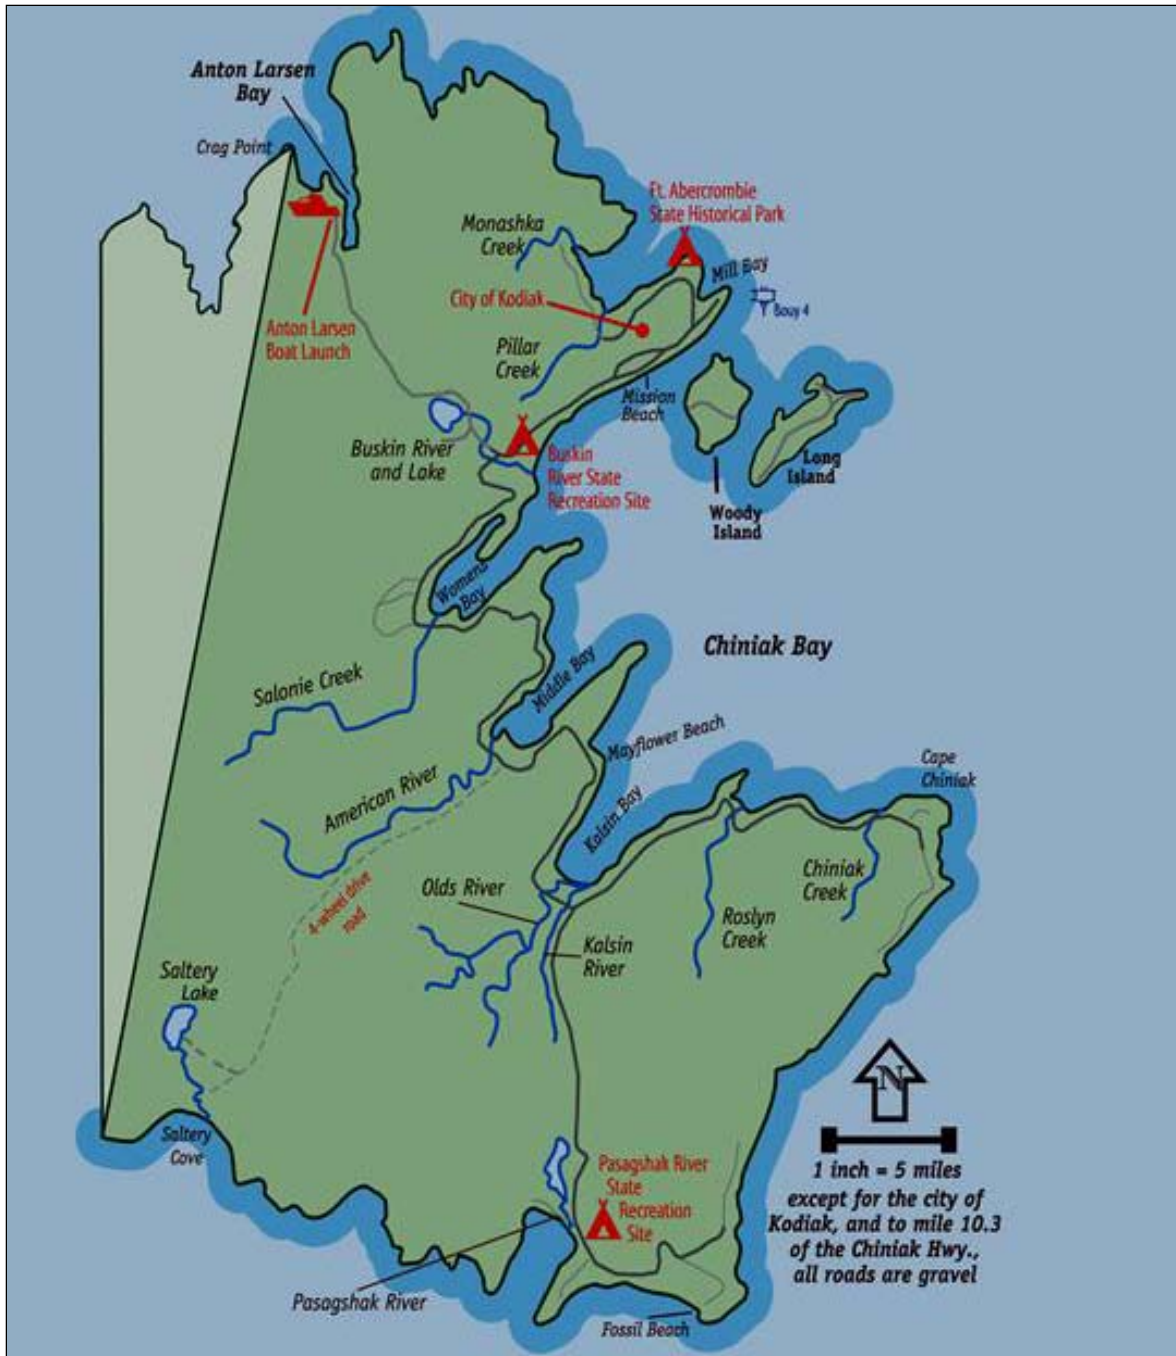 Anton Larsen
Bay
Crag Point
Ft. Abercrombie
State Historical Park
Monashka
Creek
Mill Bay
City of Kodiak
Bouy 4
Anton Larsen
Boat Launch
Pillar
Creek
Mission
Beach
Buskin River
and Lake
Buskin
River State
Recreation Site
Long
Island
Woody
Island
Womens
Bay
Chiniak Bay
Salonie Creek
Middle Bay
Mayflower Beach
Cape
Chiniak
American River
Kalsin Bay
Chiniak
Creek
Olds River
4-wheel drive
road
Roslyn
Creek
Kalsin
River
Saltery
Lake
N
Saltery
Cove
1 inch = 5 miles
except for the city of
Kodiak, and to mile 10.3
of the Chiniak Hwy.,
all roads are gravel
Pasagshak River
State
Recreation
Site
Pasagshak River
Fossil Beach